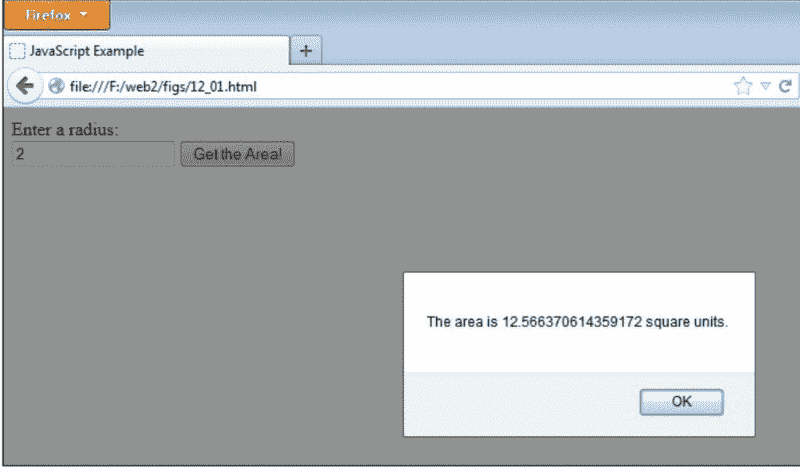 Firefox
JavaScript Example
file:///F:/web2/figs/12_01.html
Enter a radius:
2 Get the Area!
The area is 12.566370614359172 square units.
OK